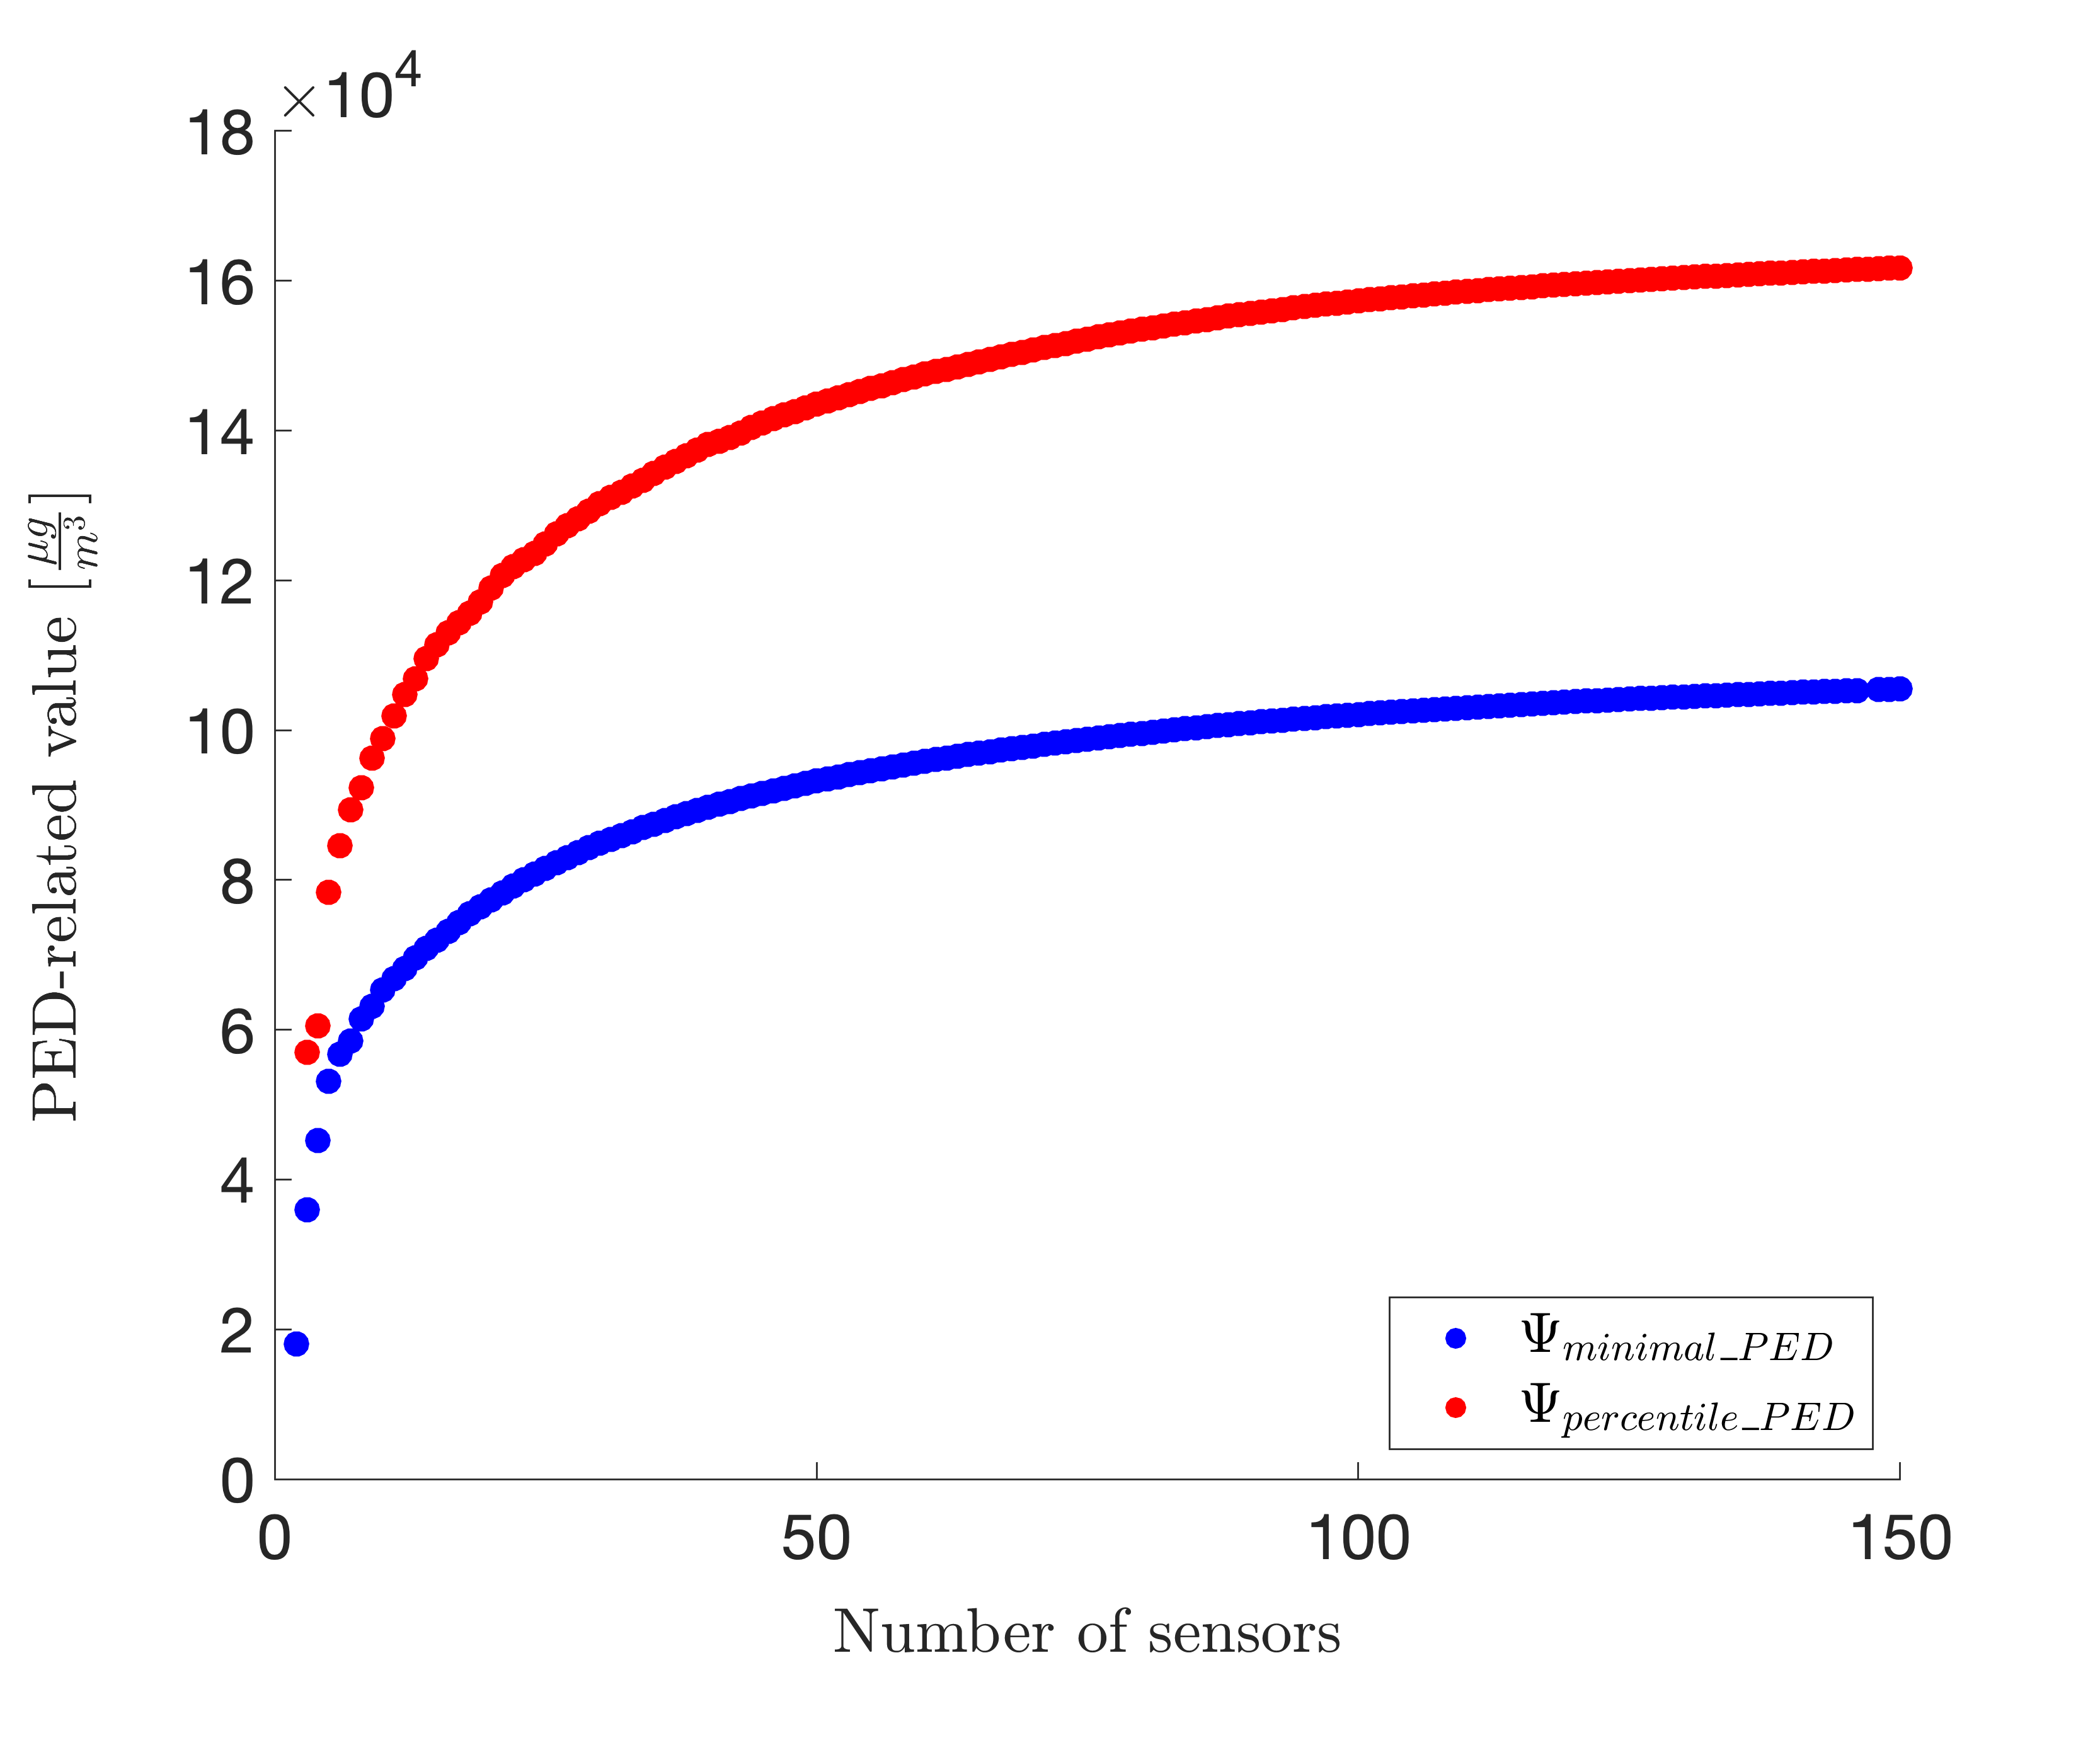 ×10^4
18
16
14
12
10
8
6
4
2
0
PED-related value [μg/m^3]
0 50 100 150
Number of sensors
Ψ_minimal_PED
Ψ_percentile_PED